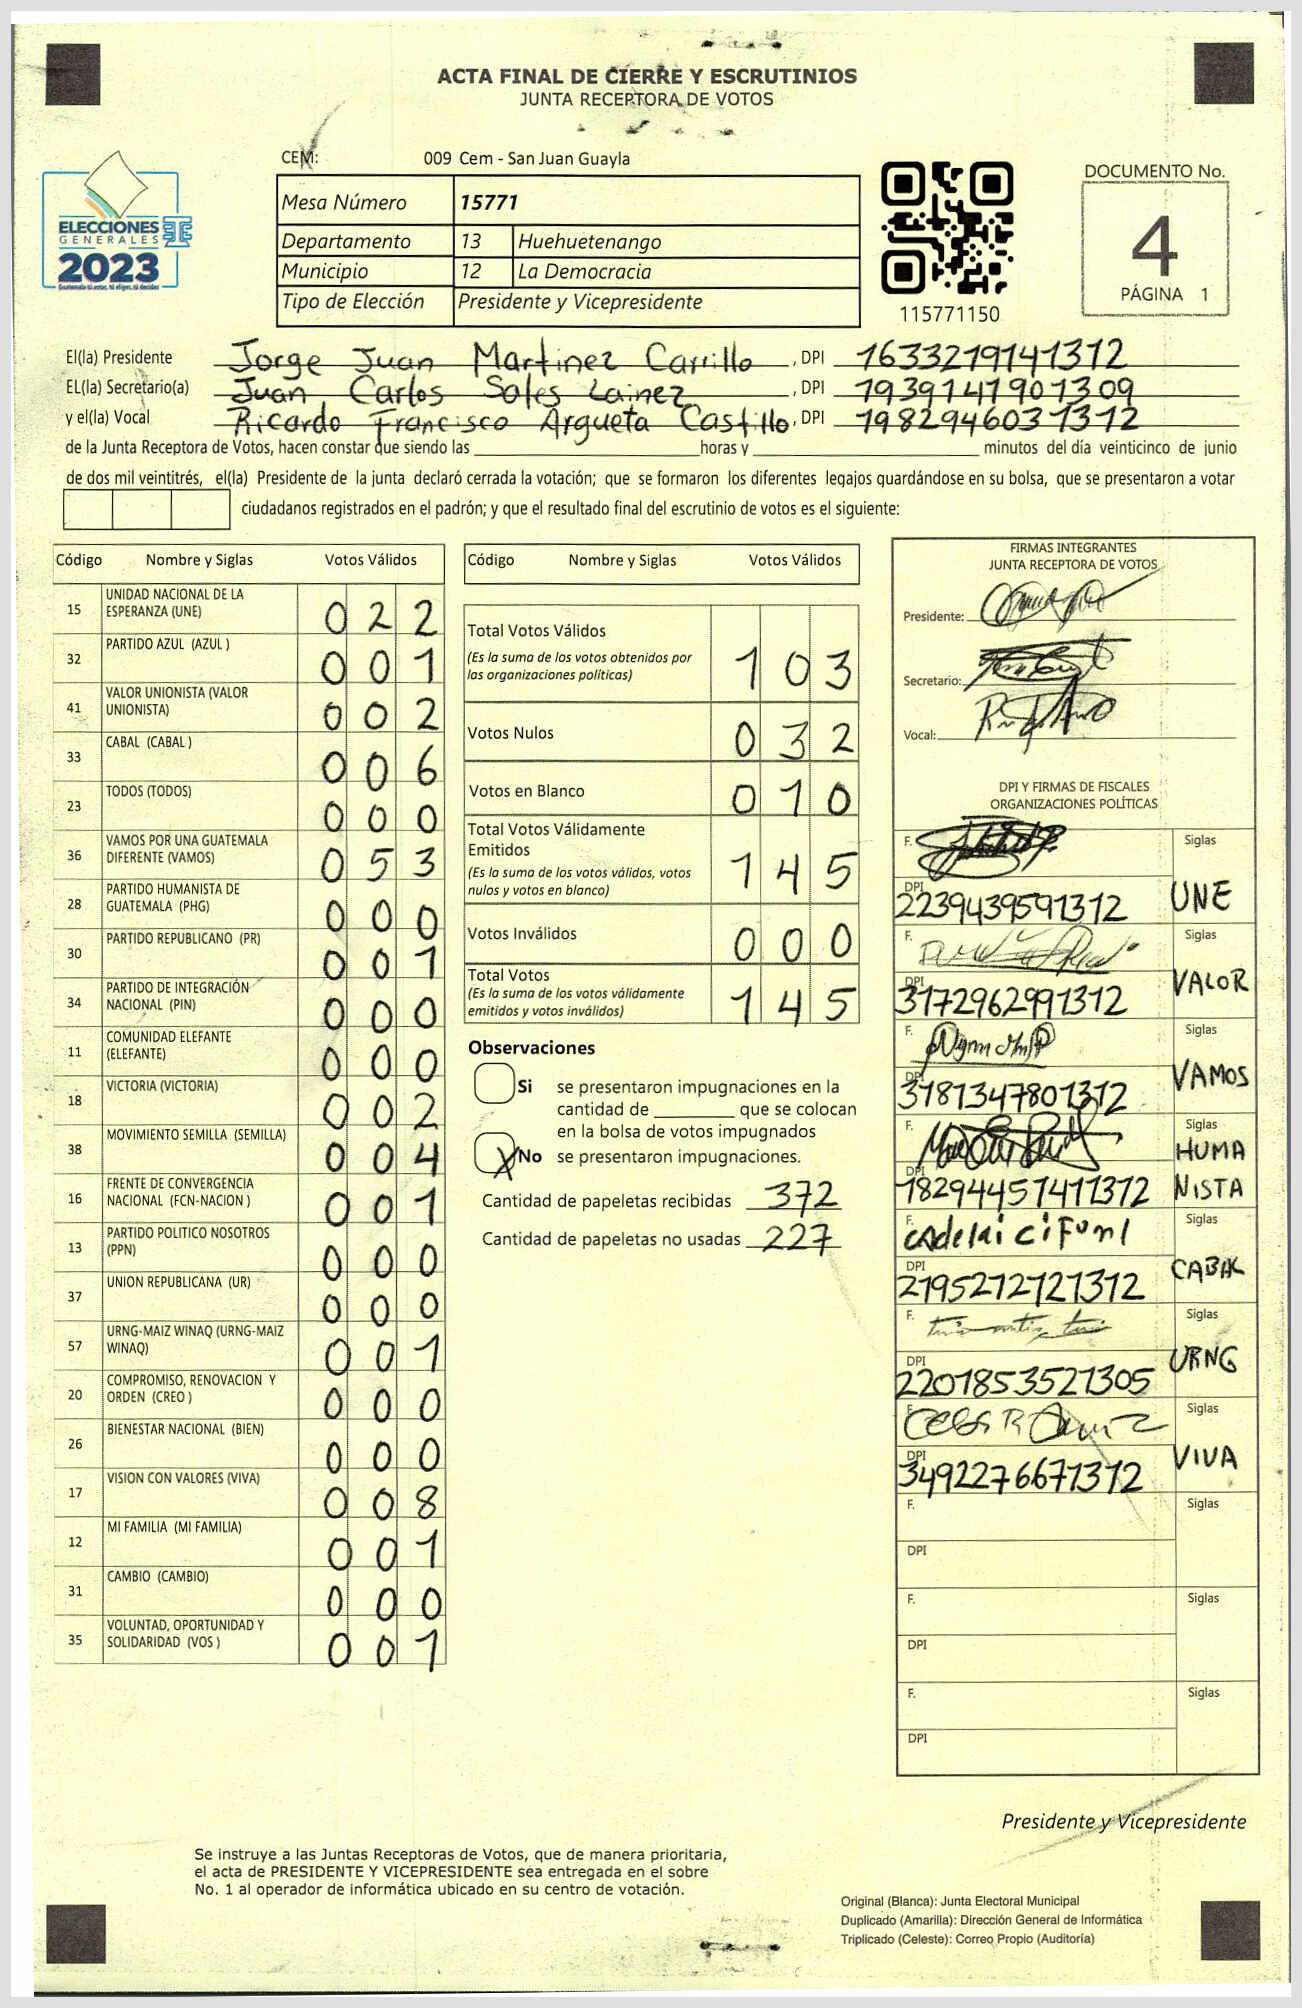 ACTA FINAL DE CIERRE Y ESCRUTINIOS
JUNTA RECEPTORA DE VOTOS
CEM: 009 Cem - San Juan Guayla
ELECCIONES
GENERALES
2023
Mesa Número 15771
Departamento 13 Huehuetenango
Municipio 12 La Democracia
Tipo de Elección Presidente y Vicepresidente
115771150
DOCUMENTO No.
4
PÁGINA 1
El(la) Presidente Jorge Juan Martinez Carrillo, DPI 1633219141312
EL(la) Secretario(a) Juan Carlos Sales Lainez, DPI 1939141901309
y el(la) Vocal Ricardo Francisco Argueta Castillo, DPI 1982946031312
de la Junta Receptora de Votos, hacen constar que siendo las horas y minutos del día veinticinco de junio
de dos mil veintitrés, el(la) Presidente de la junta declaró cerrada la votación; que se formaron los diferentes legajos quardándose en su bolsa, que se presentaron a votar
ciudadanos registrados en el padrón; y que el resultado final del escrutinio de votos es el siguiente:
Código Nombre y Siglas Votos Válidos
15 UNIDAD NACIONAL DE LA
ESPERANZA (UNE) 022
32 PARTIDO AZUL (AZUL ) 001
41 VALOR UNIONISTA (VALOR
UNIONISTA) 002
33 CABAL (CABAL ) 006
23 TODOS (TODOS) 000
36 VAMOS POR UNA GUATEMALA
DIFERENTE (VAMOS) 053
28 PARTIDO HUMANISTA DE
GUATEMALA (PHG) 000
30 PARTIDO REPUBLICANO (PR) 001
34 PARTIDO DE INTEGRACIÓN
NACIONAL (PIN) 000
11 COMUNIDAD ELEFANTE
(ELEFANTE) 000
18 VICTORIA (VICTORIA) 002
38 MOVIMIENTO SEMILLA (SEMILLA) 004
16 FRENTE DE CONVERGENCIA
NACIONAL (FCN-NACION ) 001
13 PARTIDO POLITICO NOSOTROS
(PPN) 000
37 UNION REPUBLICANA (UR) 000
57 URNG-MAIZ WINAQ (URNG-MAIZ
WINAQ) 001
20 COMPROMISO, RENOVACION Y
ORDEN (CREO ) 000
26 BIENESTAR NACIONAL (BIEN) 000
17 VISION CON VALORES (VIVA) 008
12 MI FAMILIA (MI FAMILIA) 001
31 CAMBIO (CAMBIO) 000
35 VOLUNTAD, OPORTUNIDAD Y
SOLIDARIDAD (VOS ) 001
Código Nombre y Siglas Votos Válidos
Total Votos Válidos
(Es la suma de los votos obtenidos por
las organizaciones políticas) 103
Votos Nulos 032
Votos en Blanco 010
Total Votos Válidamente
Emitidos
(Es la suma de los votos válidos, votos
nulos y votos en blanco) 145
Votos Inválidos 000
Total Votos
(Es la suma de los votos válidamente
emitidos y votos inválidos) 145
Observaciones
Si se presentaron impugnaciones en la
cantidad de que se colocan
en la bolsa de votos impugnados
X No se presentaron impugnaciones.
Cantidad de papeletas recibidas 372
Cantidad de papeletas no usadas 227
FIRMAS INTEGRANTES
JUNTA RECEPTORA DE VOTOS
Presidente:
Secretario:
Vocal:
DPI Y FIRMAS DE FISCALES
ORGANIZACIONES POLÍTICAS
F. Siglas
DPI 2239439591312 UNE
F. Siglas
DPI 3172962991312 VALOR
F. Siglas
DPI 3181347801312 VAMOS
F. Siglas
DPI 1829445741312 HUMA
NISTA
F. Siglas
DPI 2195212121312 CABAL
F. Siglas
DPI 2201853521305 URNG
F. Siglas
DPI 3492276671312 VIVA
F. Siglas
DPI
F. Siglas
DPI
F. Siglas
DPI
Presidente y Vicepresidente
Se instruye a las Juntas Receptoras de Votos, que de manera prioritaria,
el acta de PRESIDENTE Y VICEPRESIDENTE sea entregada en el sobre
No. 1 al operador de informática ubicado en su centro de votación.
Original (Blanca): Junta Electoral Municipal
Duplicado (Amarilla): Dirección General de Informática
Triplicado (Celeste): Correo Propio (Auditoría)